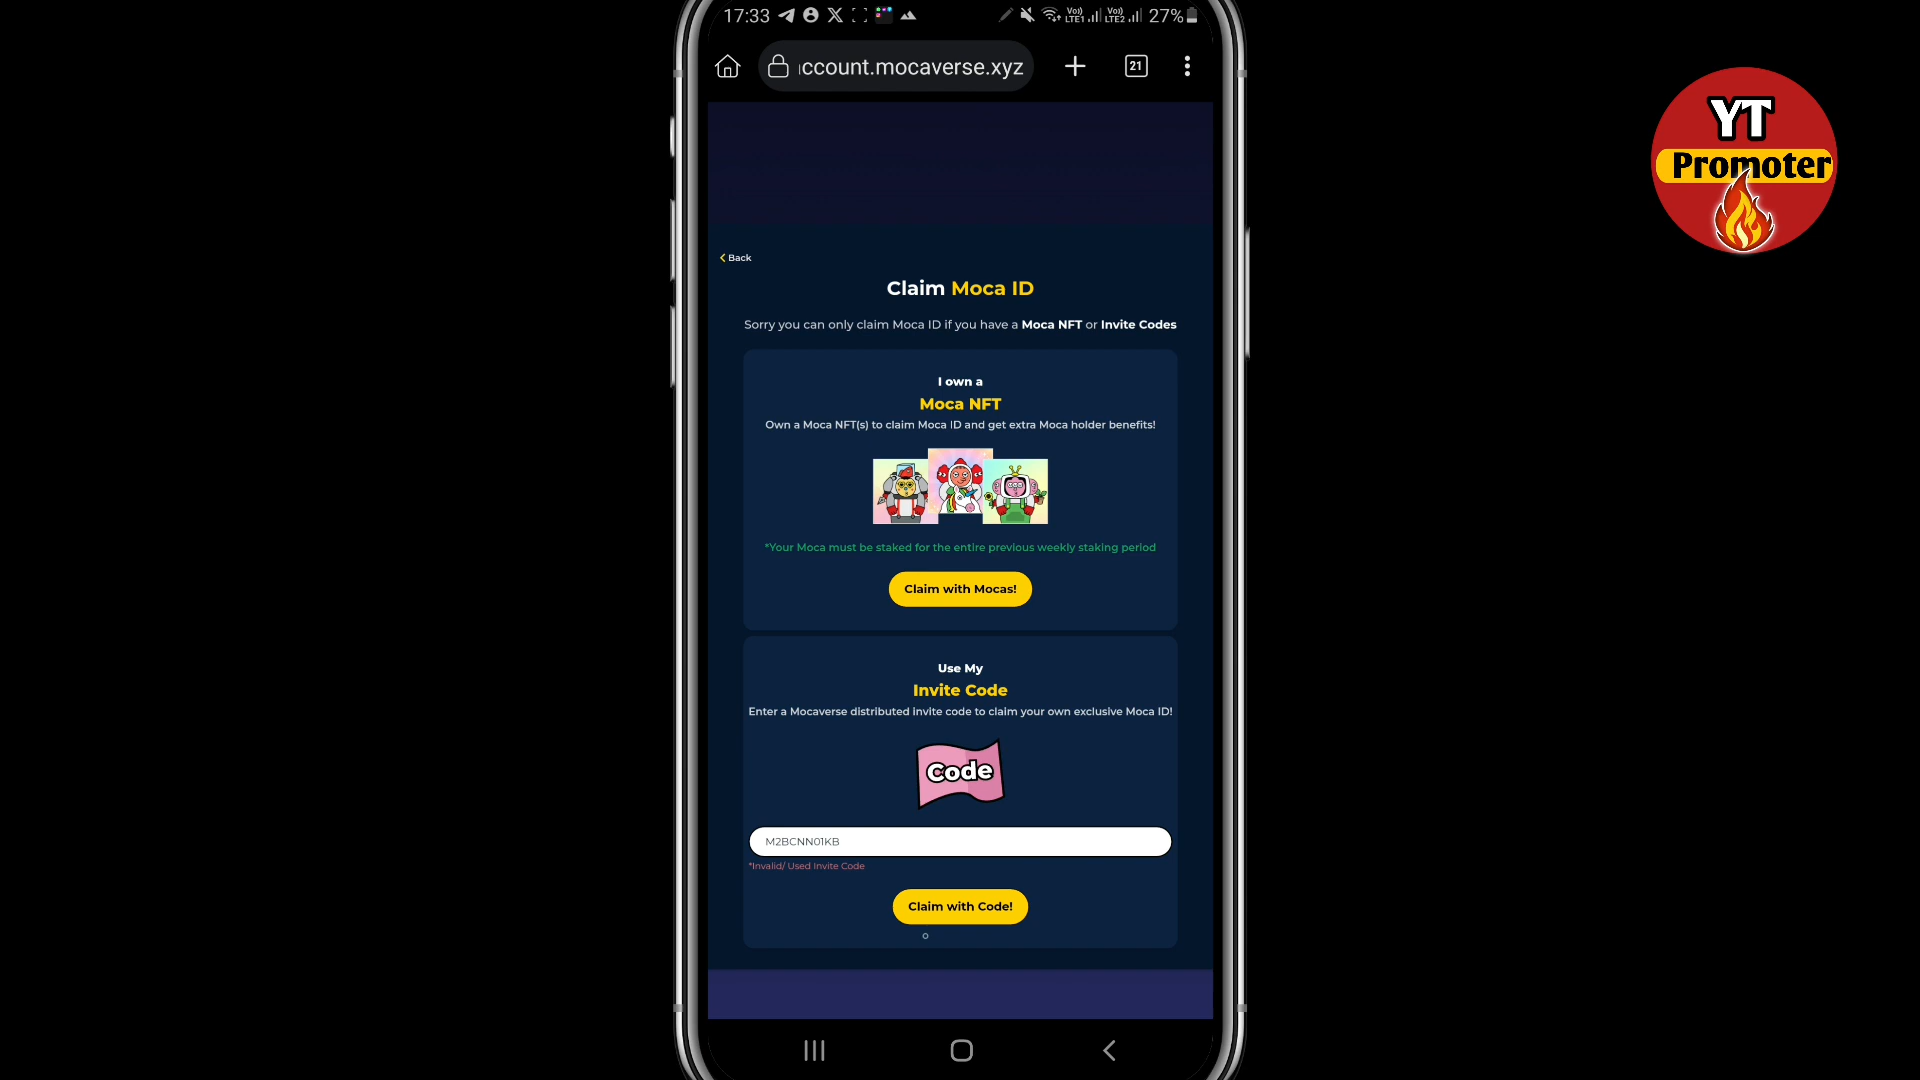 17:33
LTE1
LTE2
27%
ccount.mocaverse.xyz
21
YT
Promoter
Back
Claim Moca ID
Sorry you can only claim Moca ID if you have a Moca NFT or Invite Codes
I own a
Moca NFT
Own a Moca NFT(s) to claim Moca ID and get extra Moca holder benefits!
*Your Moca must be staked for the entire previous weekly staking period
Claim with Mocas!
Use My
Invite Code
Enter a Mocaverse distributed invite code to claim your own exclusive Moca ID!
Code
M2BCNN01KB
*Invalid/ Used Invite Code
Claim with Code!